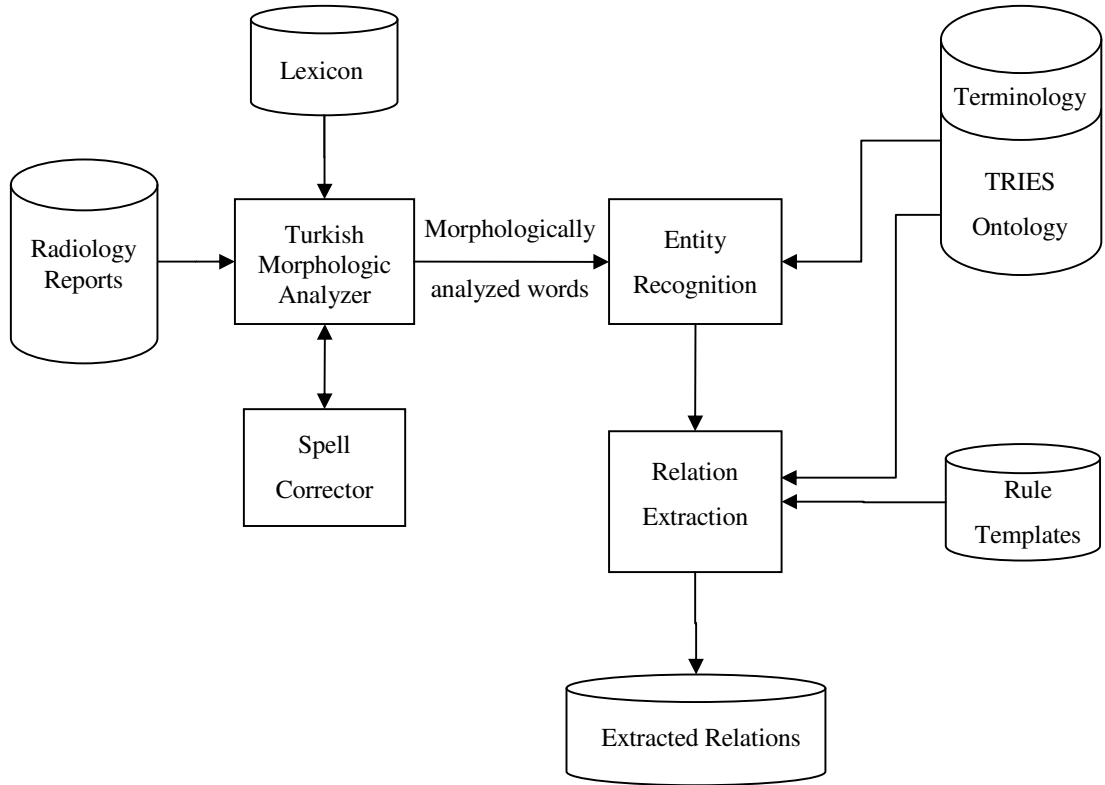 Lexicon
Terminology
TRIES
Ontology
Radiology
Reports
Turkish
Morphologic
Analyzer
Morphologically
analyzed words
Entity
Recognition
Spell
Corrector
Relation
Extraction
Rule
Templates
Extracted Relations